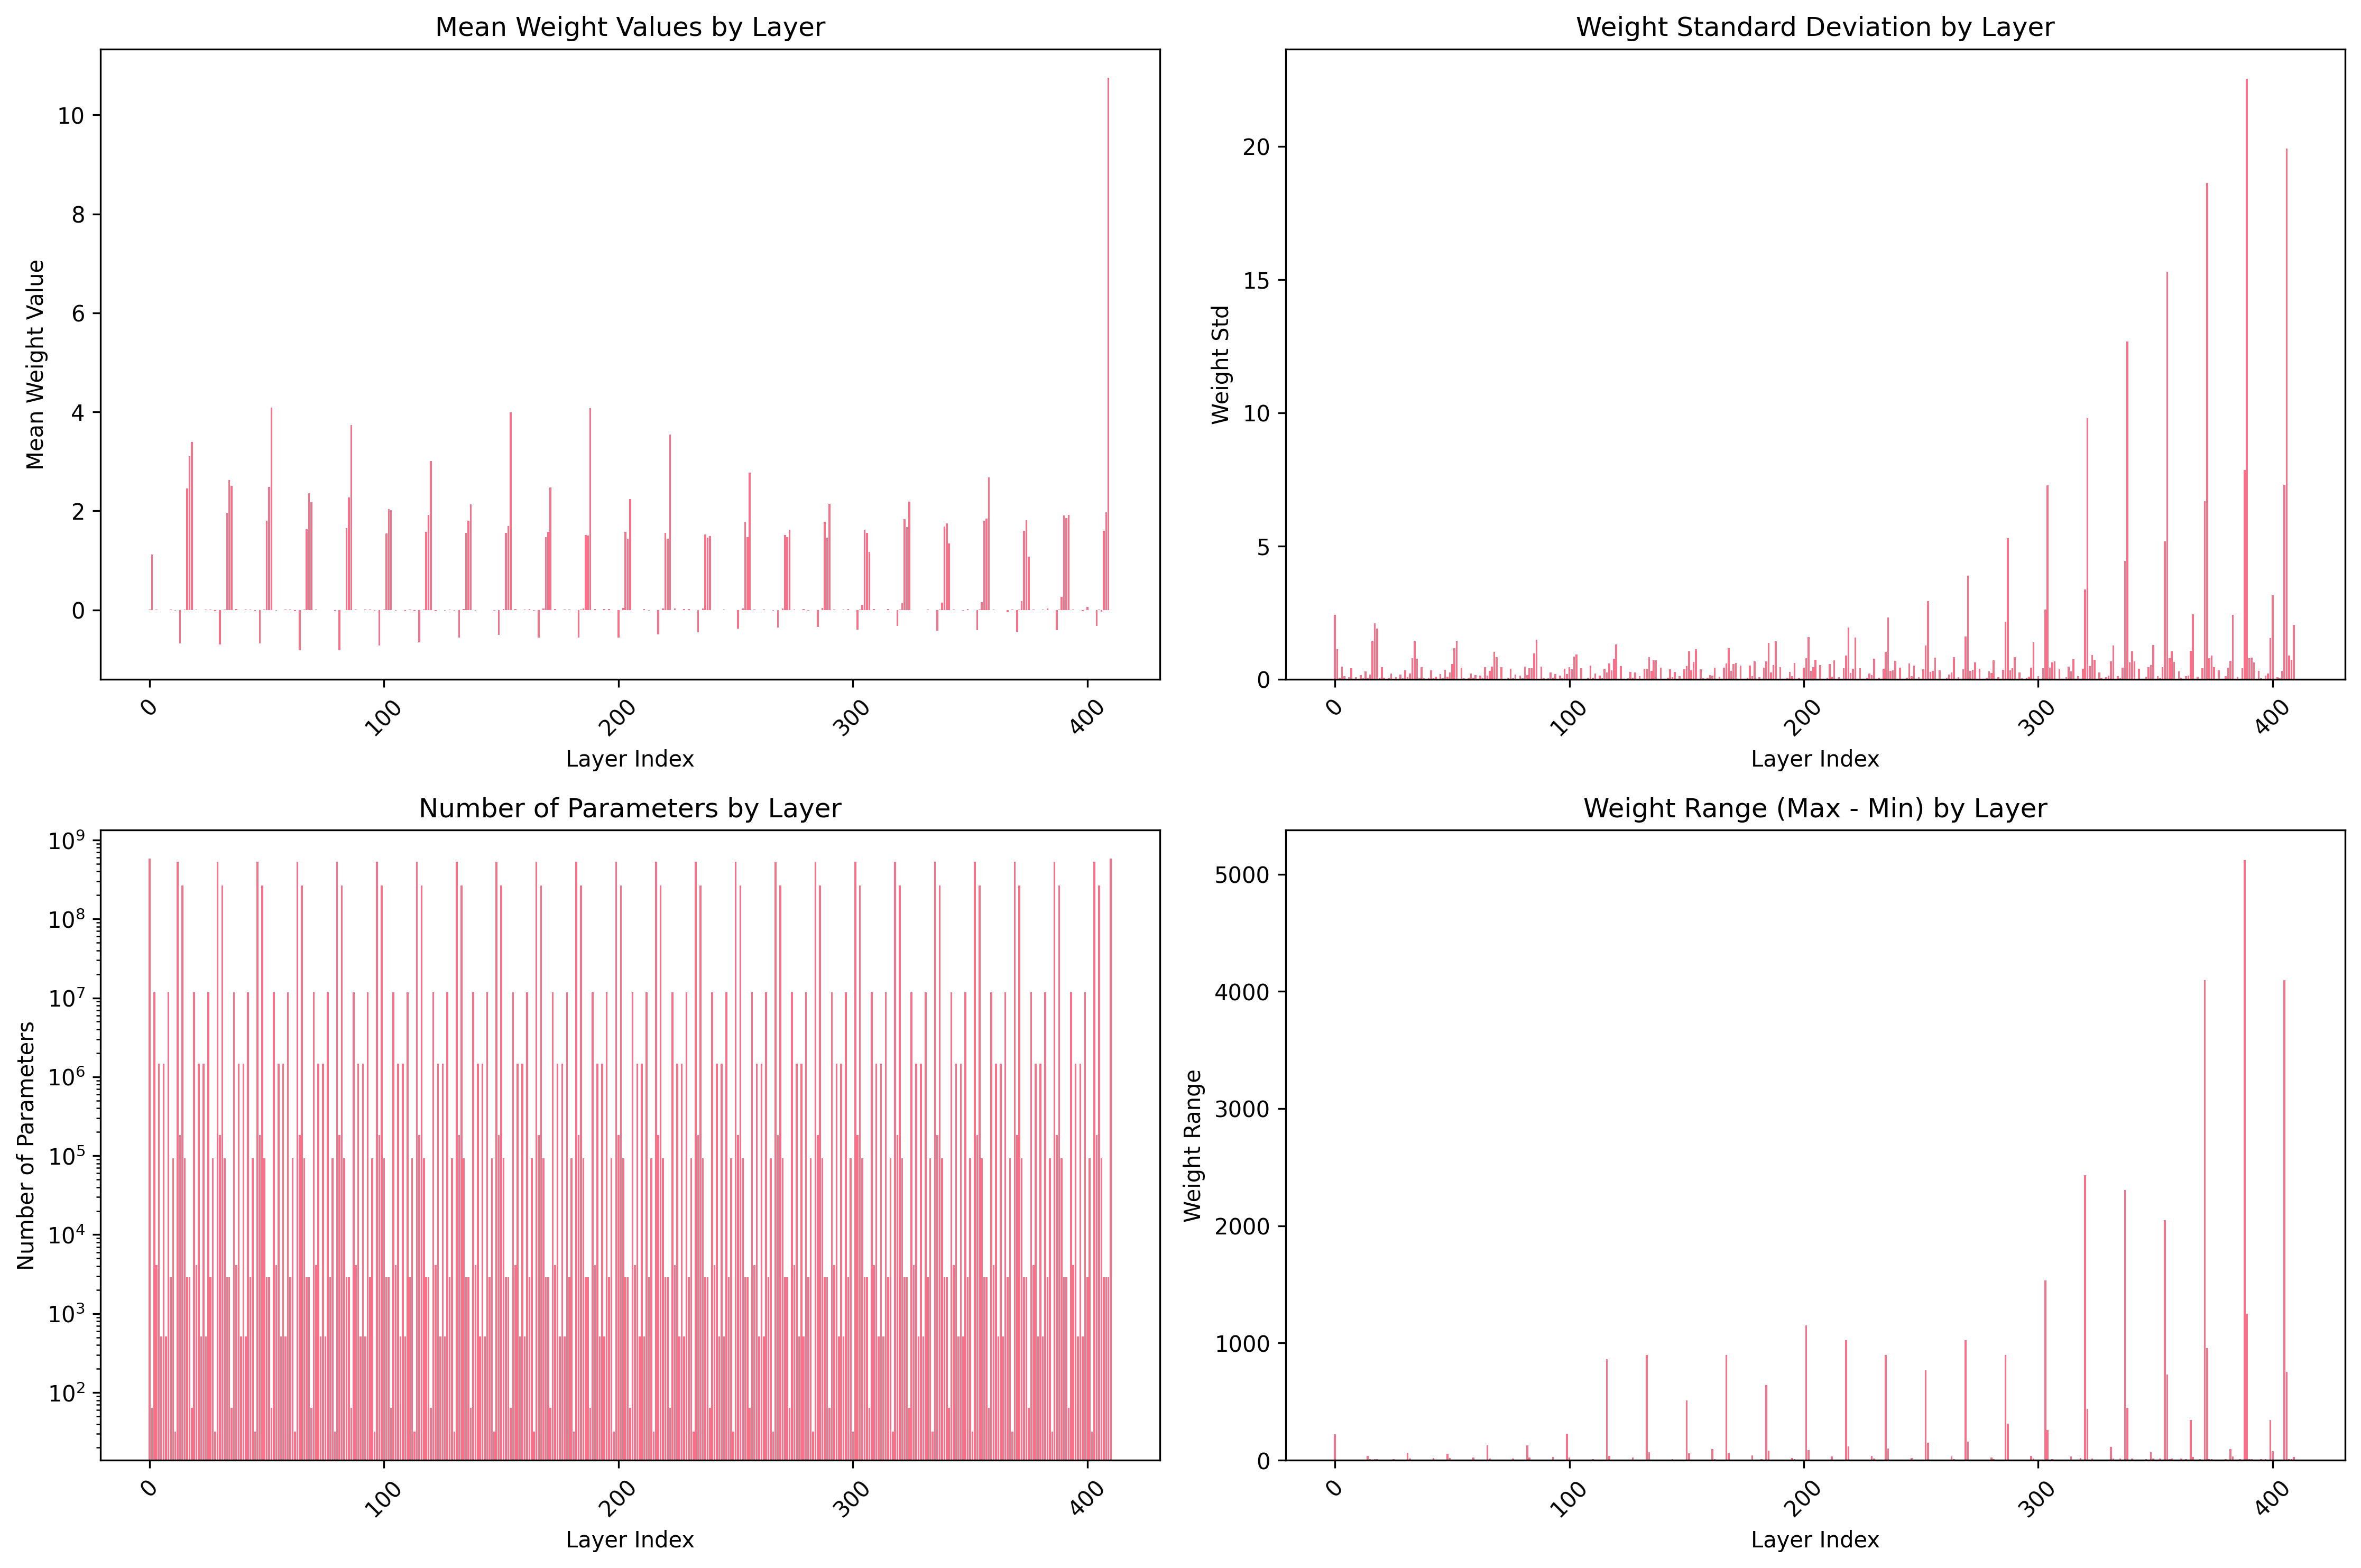 Mean Weight Values by Layer
Mean Weight Value
10
8
6
4
2
0
0 100 200 300 400
Layer Index
Weight Standard Deviation by Layer
Weight Std
20
15
10
5
0
0 100 200 300 400
Layer Index
Number of Parameters by Layer
Number of Parameters
10⁹
10⁸
10⁷
10⁶
10⁵
10⁴
10³
10²
0 100 200 300 400
Layer Index
Weight Range (Max - Min) by Layer
Weight Range
5000
4000
3000
2000
1000
0
0 100 200 300 400
Layer Index